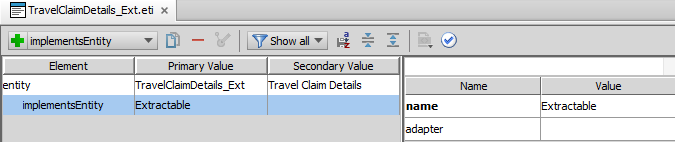 TravelClaimDetails_Ext.eti ×
implementsEntity Show all
Element Primary Value Secondary Value
entity TravelClaimDetails_Ext Travel Claim Details
implementsEntity Extractable
Name Value
name Extractable
adapter